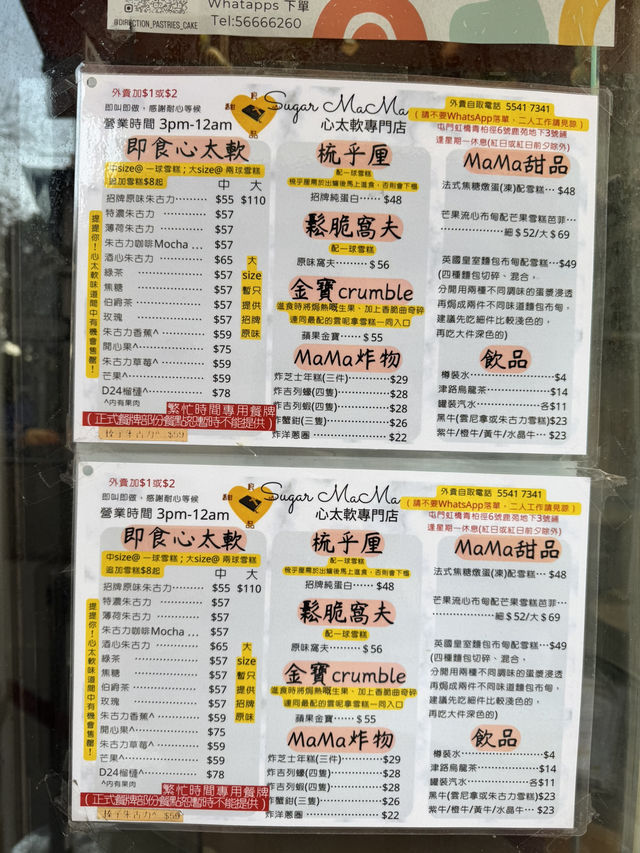 Whatapps 下單
@DIRECTION_PASTRIES_CAKE
Tel:56666260
外賣加$1或$2
即叫即做，感謝耐心等候
營業時間 3pm-12am
甜
良
品
Sugar MaMa
心太軟專門店
外賣自取電話 5541 7341
（請不要WhatsApp落單，二人工作請見諒）
屯門虹橋青柏徑6號鹿苑地下3號鋪
逢星期一休息(紅日或紅日前夕除外)
即食心太軟
中size@ 一球雪糕；大size@ 兩球雪糕
追加雪糕$8起
中 大
招牌原味朱古力 $55 $110
特濃朱古力 $57
薄荷朱古力 $57
朱古力咖啡Mocha ... $57
酒心朱古力 $65
綠茶 $57
焦糖 $57
伯爵茶 $57
玫瑰 $57
朱古力香蕉^ $59
開心果^ $75
朱古力草莓^ $59
芒果^ $59
D24榴槤^ $78
^內有果肉
提提你！心太軟味道間中有機會售罄！
大size暫只提供招牌原味
繁忙時間專用餐牌
（正式餐牌部份餐點恕暫時不能提供）
榛子朱古力^ $59
梳乎厘
配一球雪糕
梳乎厘需於出爐後馬上進食，否則會下榻
招牌純蛋白······ $48
鬆脆窩夫
配一球雪糕
原味窩夫········ $56
金寶crumble
進食時將焗熱嘅生果、加上香脆曲奇碎
連同最配的雲呢拿雪糕一同入口
蘋果金寶······ $55
MaMa炸物
炸芝士年糕(三件) $29
炸吉列蠔(四隻) $28
炸吉列蝦(四隻) $28
炸蟹鉗(三隻) $26
炸洋蔥圈 $22
MaMa甜品
法式焦糖燉蛋(凍)配雪糕··· $48
芒果流心布甸配芒果雪糕芭菲···
細$52/大$69
英國皇室麵包布甸配雪糕···$49
(四種麵包切碎、混合，
分開用兩種不同調味的蛋漿浸透
再焗成兩件不同味道麵包布甸，
建議先吃細件比較淺色的，
再吃大件深色的)
飲品
樽裝水 $4
津路烏龍茶 $14
罐裝汽水 各$11
黑牛(雲尼拿或朱古力雪糕)$23
紫牛/橙牛/黃牛/水晶牛··· $23
外賣加$1或$2
即叫即做，感謝耐心等候
營業時間 3pm-12am
甜
良
品
Sugar MaMa
心太軟專門店
外賣自取電話 5541 7341
（請不要WhatsApp落單，二人工作請見諒）
屯門虹橋青柏徑6號鹿苑地下3號鋪
逢星期一休息(紅日或紅日前夕除外)
即食心太軟
中size@ 一球雪糕；大size@ 兩球雪糕
追加雪糕$8起
中 大
招牌原味朱古力 $55 $110
特濃朱古力 $57
薄荷朱古力 $57
朱古力咖啡Mocha ... $57
酒心朱古力 $65
綠茶 $57
焦糖 $57
伯爵茶 $57
玫瑰 $57
朱古力香蕉^ $59
開心果^ $75
朱古力草莓^ $59
芒果^ $59
D24榴槤^ $78
^內有果肉
提提你！心太軟味道間中有機會售罄！
大size暫只提供招牌原味
繁忙時間專用餐牌
（正式餐牌部份餐點恕暫時不能提供）
榛子朱古力^ $59
梳乎厘
配一球雪糕
梳乎厘需於出爐後馬上進食，否則會下榻
招牌純蛋白······ $48
鬆脆窩夫
配一球雪糕
原味窩夫········ $56
金寶crumble
進食時將焗熱嘅生果、加上香脆曲奇碎
連同最配的雲呢拿雪糕一同入口
蘋果金寶······ $55
MaMa炸物
炸芝士年糕(三件) $29
炸吉列蠔(四隻) $28
炸吉列蝦(四隻) $28
炸蟹鉗(三隻) $26
炸洋蔥圈 $22
MaMa甜品
法式焦糖燉蛋(凍)配雪糕··· $48
芒果流心布甸配芒果雪糕芭菲···
細$52/大$69
英國皇室麵包布甸配雪糕···$49
(四種麵包切碎、混合，
分開用兩種不同調味的蛋漿浸透
再焗成兩件不同味道麵包布甸，
建議先吃細件比較淺色的，
再吃大件深色的)
飲品
樽裝水 $4
津路烏龍茶 $14
罐裝汽水 各$11
黑牛(雲尼拿或朱古力雪糕)$23
紫牛/橙牛/黃牛/水晶牛··· $23